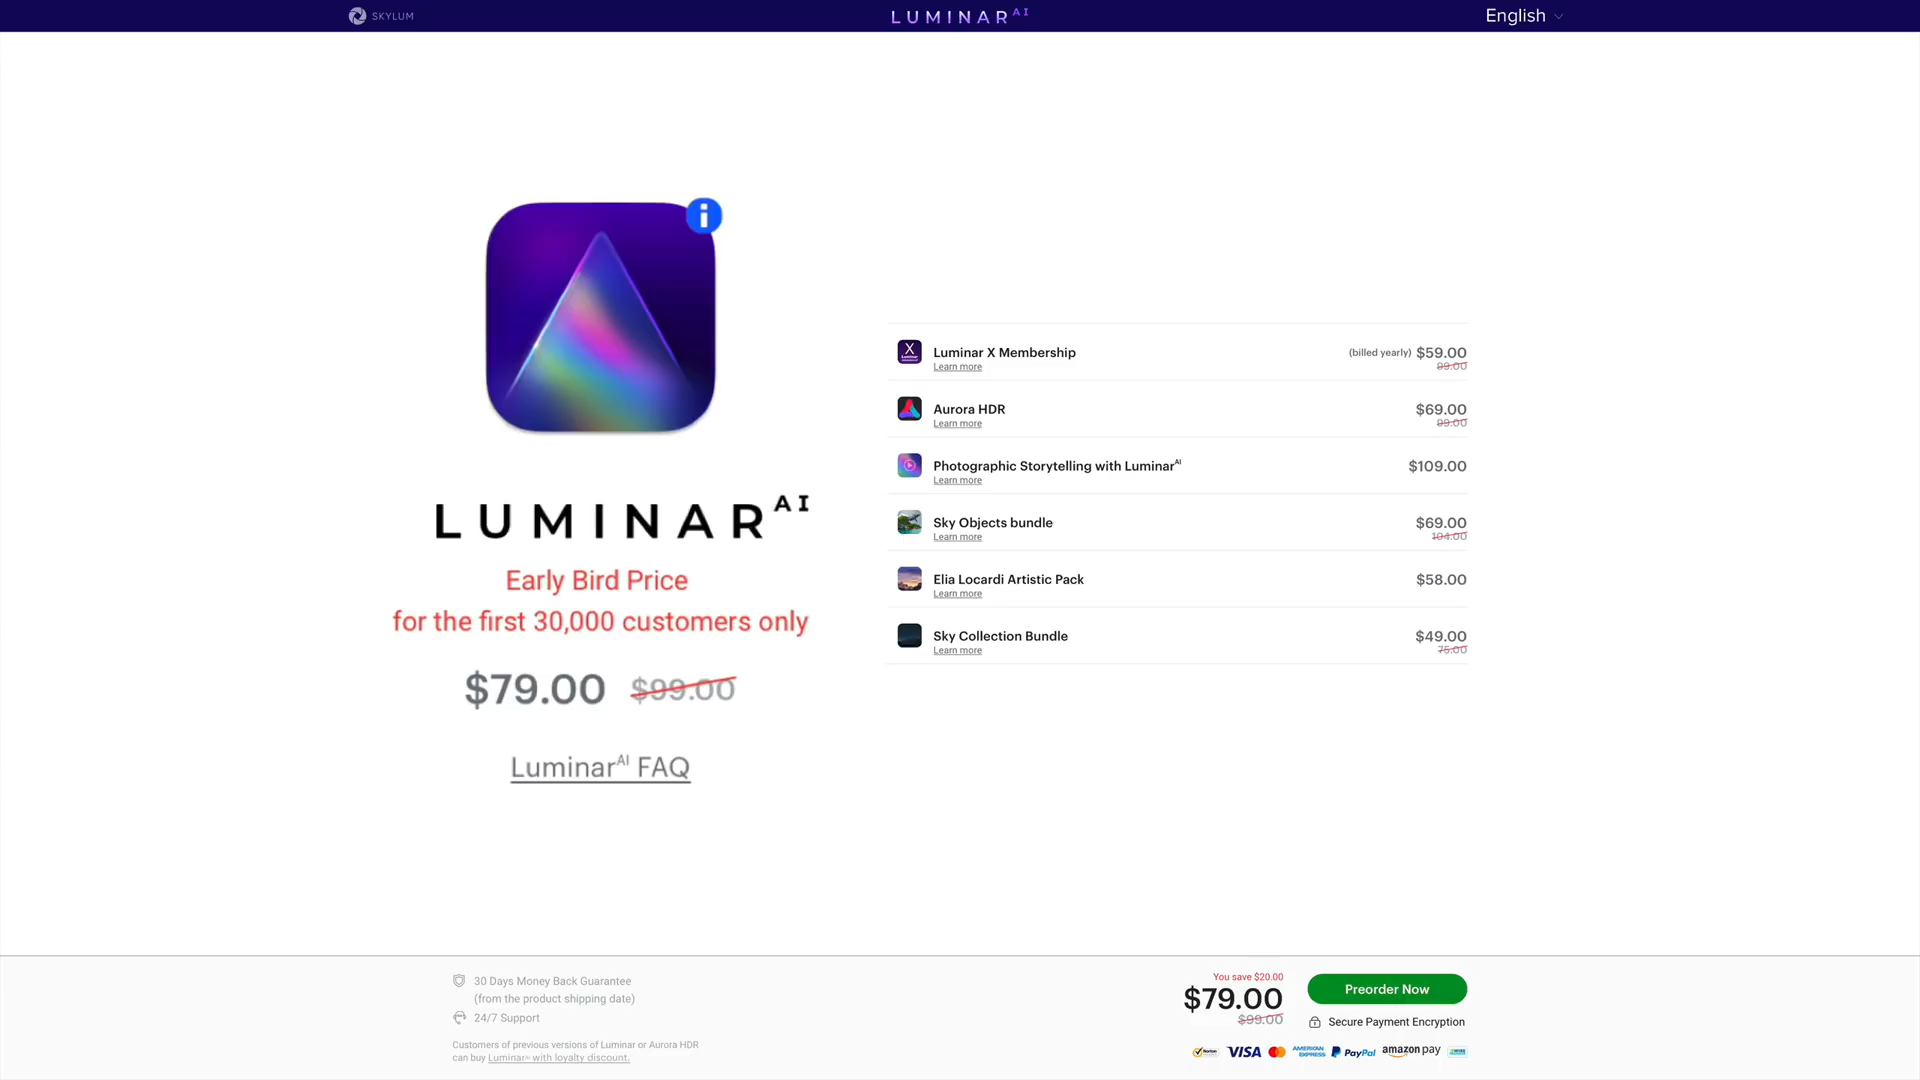 SKYLUM
LUMINAR AI
English
LUMINAR AI
Early Bird Price
for the first 30,000 customers only
$79.00 $99.00
Luminar AI FAQ
Luminar X Membership (billed yearly) $59.00
Learn more 99.00
Aurora HDR $69.00
Learn more 99.00
Photographic Storytelling with Luminar AI $109.00
Learn more
Sky Objects bundle $69.00
Learn more 104.00
Elia Locardi Artistic Pack $58.00
Learn more
Sky Collection Bundle $49.00
Learn more 75.00
30 Days Money Back Guarantee
(from the product shipping date)
24/7 Support
Customers of previous versions of Luminar or Aurora HDR
can buy Luminar AI with loyalty discount.
You save $20.00
$79.00
$99.00
Preorder Now
Secure Payment Encryption
Norton VISA AMERICAN EXPRESS PayPal amazon pay